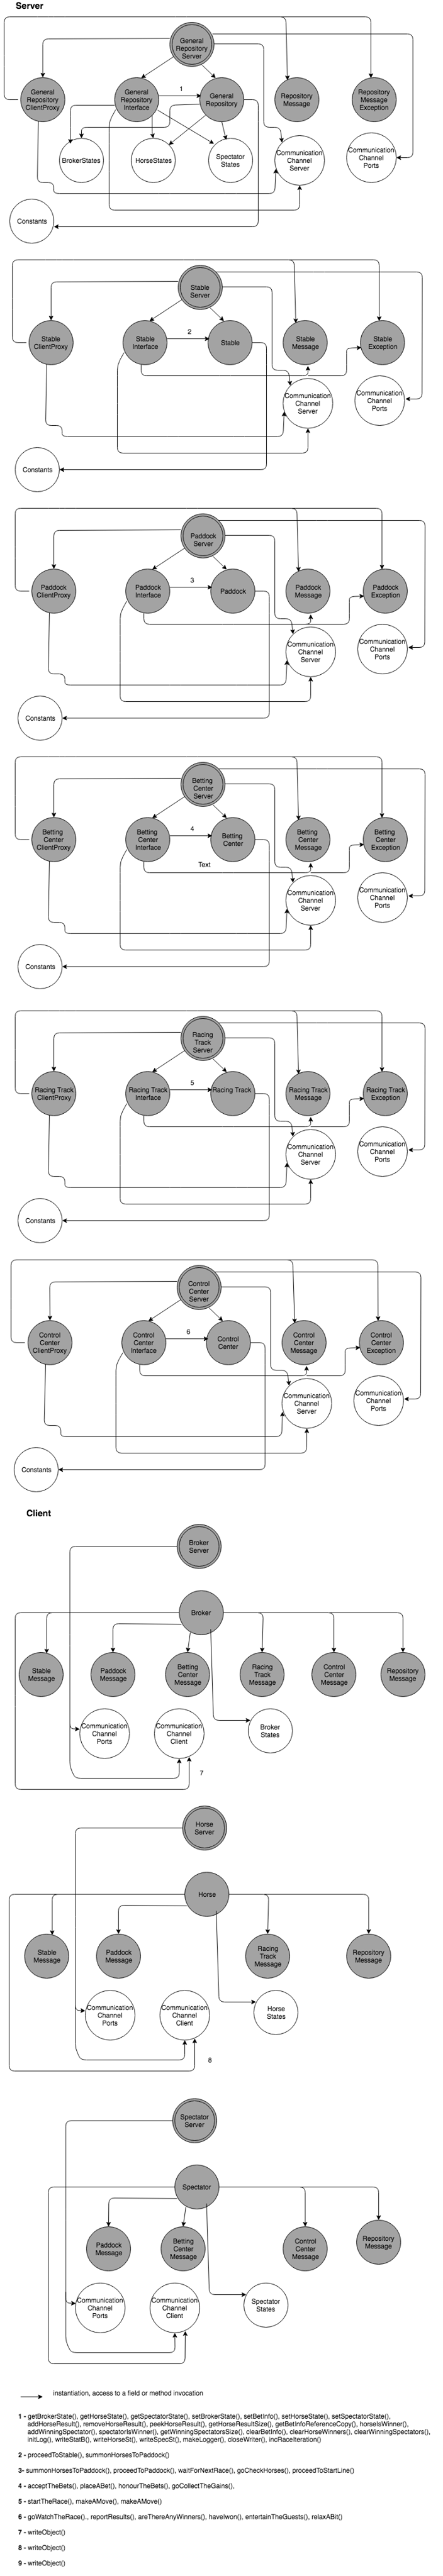 Server
General
Repository
Server
General
Repository
ClientProxy
General
Repository
Interface
1
General
Repository
Repository
Message
Repository
Message
Exception
BrokerStates
HorseStates
Spectator
States
Communication
Channel
Server
Communication
Channel
Ports
Constants
Stable
Server
Stable
ClientProxy
Stable
Interface
2
Stable
Stable
Message
Stable
Exception
Communication
Channel
Server
Communication
Channel
Ports
Constants
Paddock
Server
Paddock
ClientProxy
Paddock
Interface
3
Paddock
Paddock
Message
Paddock
Exception
Communication
Channel
Server
Communication
Channel
Ports
Constants
Betting
Center
Server
Betting
Center
ClientProxy
Betting
Center
Interface
4
Betting
Center
Betting
Center
Message
Betting
Center
Exception
Text
Communication
Channel
Server
Communication
Channel
Ports
Constants
Racing
Track
Server
Racing Track
ClientProxy
Racing Track
Interface
5
Racing Track
Racing Track
Message
Racing Track
Exception
Communication
Channel
Server
Communication
Channel
Ports
Constants
Control
Center
Server
Control
Center
ClientProxy
Control
Center
Interface
6
Control
Center
Control
Center
Message
Control
Center
Exception
Communication
Channel
Server
Communication
Channel
Ports
Constants
Client
Broker
Server
Broker
Stable
Message
Paddock
Message
Betting
Center
Message
Racing
Track
Message
Control
Center
Message
Repository
Message
Communication
Channel
Ports
Communication
Channel
Client
Broker
States
7
Horse
Server
Horse
Stable
Message
Paddock
Message
Racing
Track
Message
Repository
Message
Communication
Channel
Ports
Communication
Channel
Client
Horse
States
8
Spectator
Server
Spectator
Paddock
Message
Betting
Center
Message
Control
Center
Message
Repository
Message
Communication
Channel
Ports
Communication
Channel
Client
Spectator
States
instantiation, access to a field or method invocation
1 - getBrokerState(), getHorseState(), getSpectatorState(), setBrokerState(), setBetInfo(), setHorseState(), setSpectatorState(),
addHorseResult(), removeHorseResult(), peekHorseResult(), getHorseResultSize(), getBetInfoReferenceCopy(), horseIsWinner(),
addWinningSpectator(), spectatorIsWinner(), getWinningSpectatorsSize(), clearBetInfo(), clearHorseWinners(), clearWiningSpectators(),
initLog(), writeStatB(), writeHorseSt(), writeSpecSt(), makeLogger(), closeWriter(), incRaceIteration()
2 - proceedToStable(), summonHorsesToPaddock()
3- summonHorsesToPaddock(), proceedToPaddock(), waitForNextRace(), goCheckHorses(), proceedToStartLine()
4 - acceptTheBets(), placeABet(), honourTheBets(), goCollectTheGains(),
5 - startTheRace(), makeAMove(), makeAMove()
6 - goWatchTheRace()., reportResults(), areThereAnyWinners(), haveIwon(), entertainTheGuests(), relaxABit()
7 - writeObject()
8 - writeObject()
9 - writeObject()